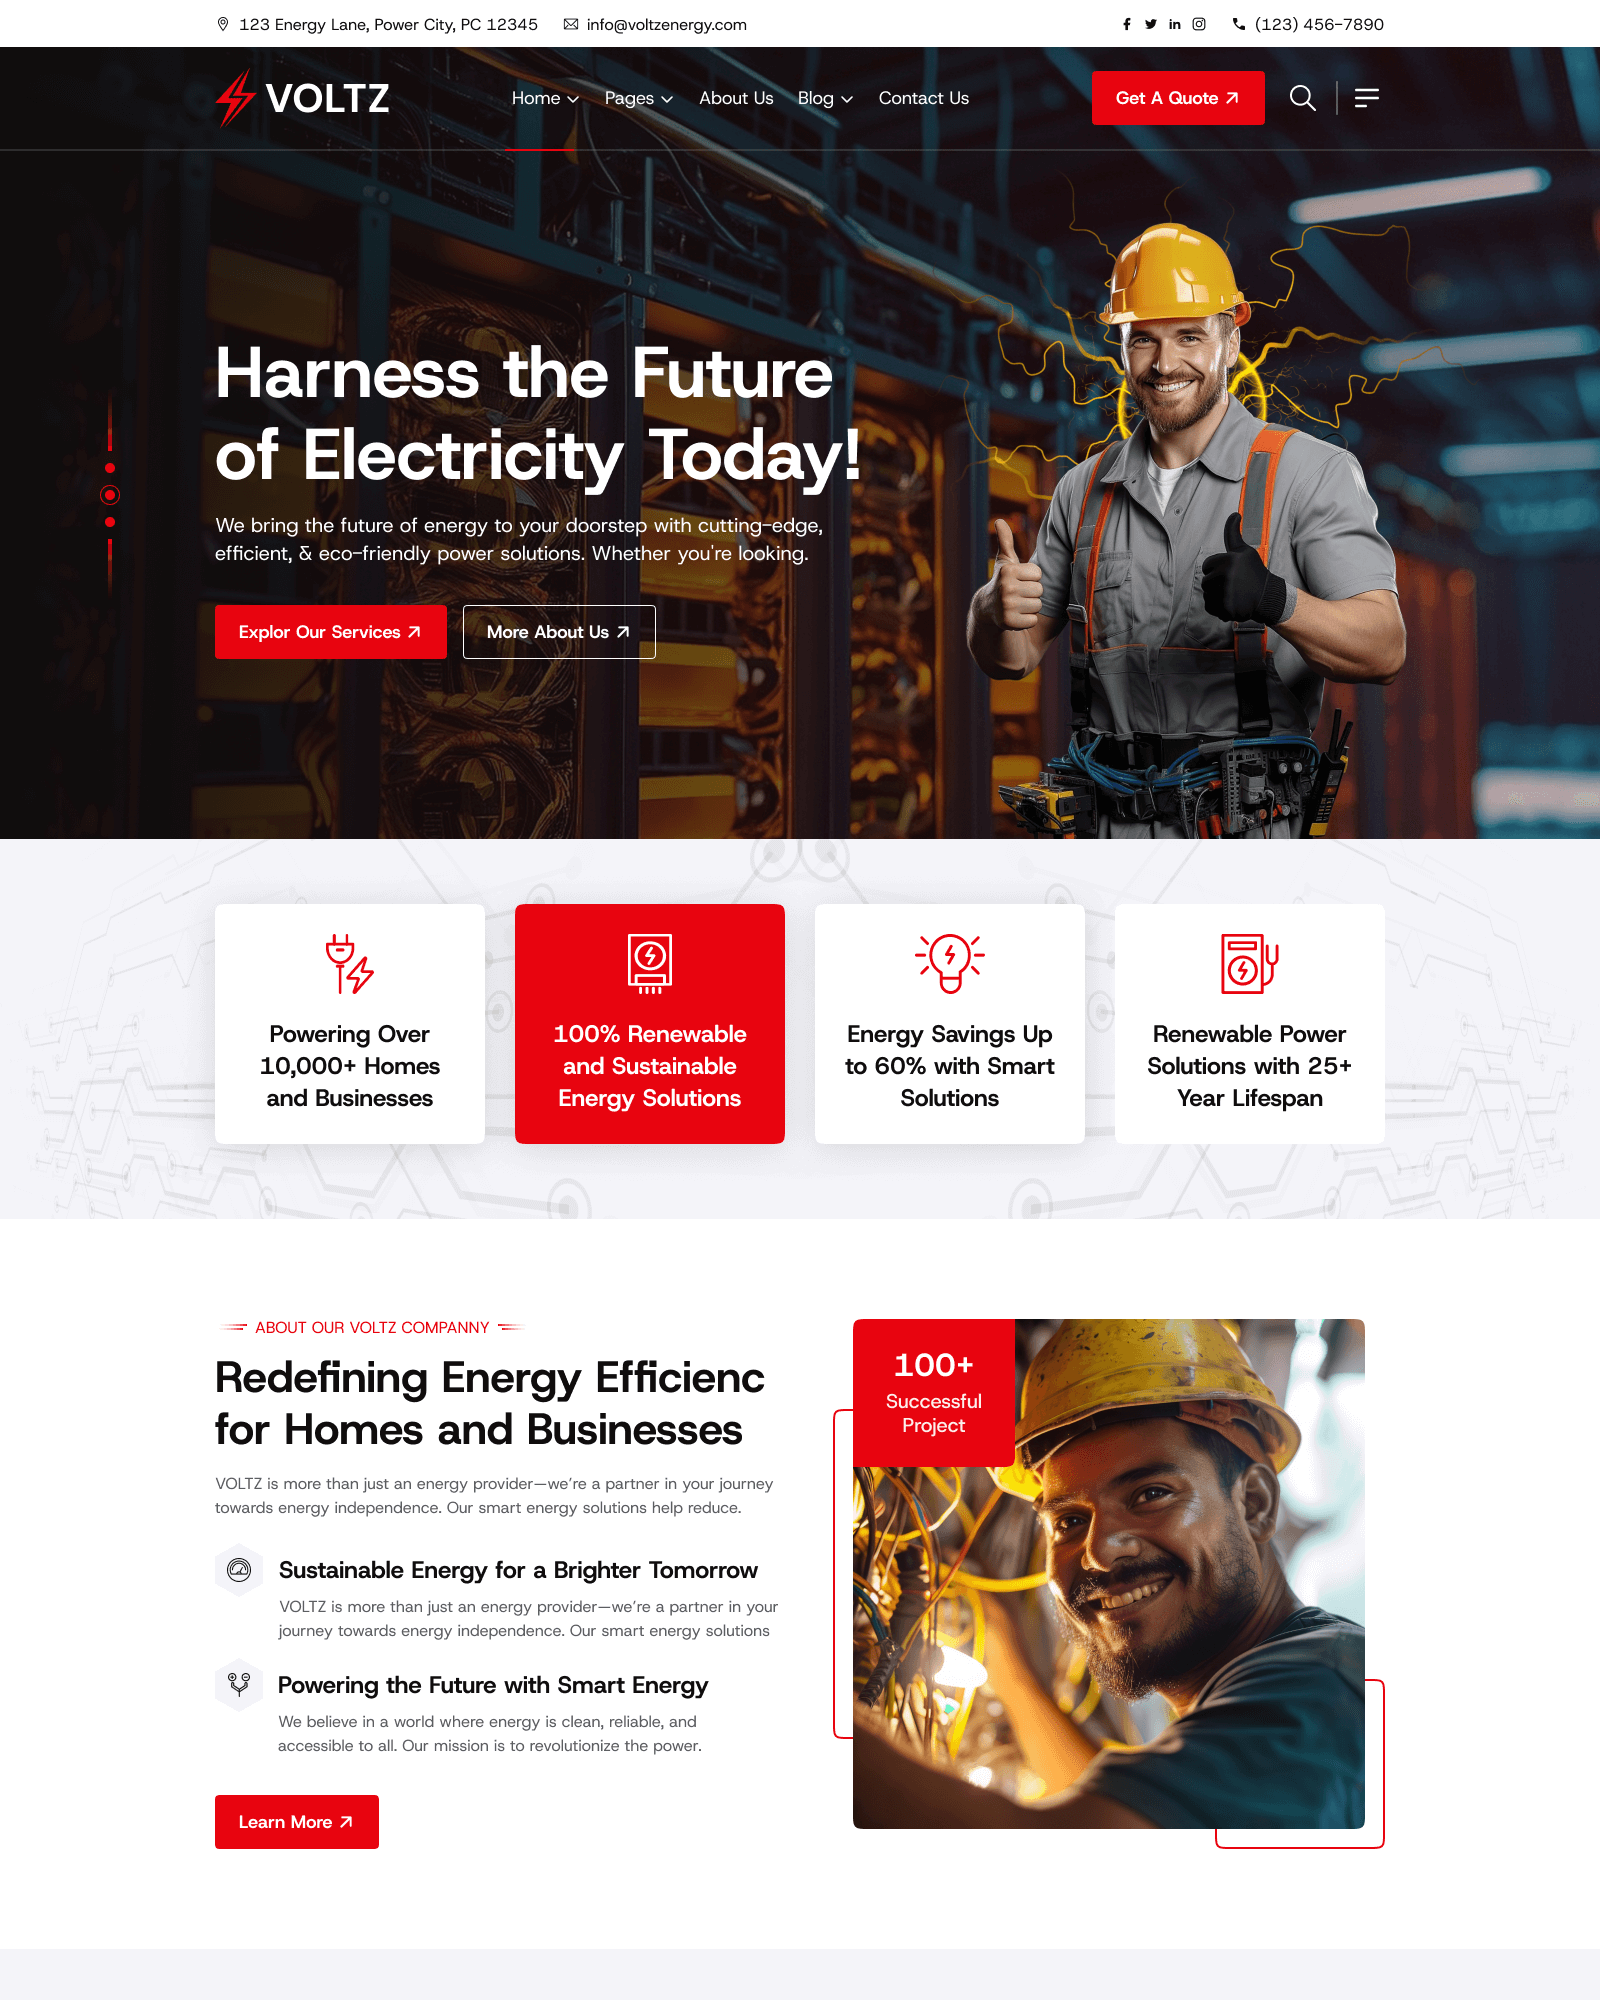 123 Energy Lane, Power City, PC 12345
info@voltzenergy.com
(123) 456-7890
VOLTZ
Home
Pages
About Us
Blog
Contact Us
Get A Quote
Harness the Future
of Electricity Today!
We bring the future of energy to your doorstep with cutting-edge,
efficient, & eco-friendly power solutions. Whether you're looking.
Explor Our Services
More About Us
Powering Over
10,000+ Homes
and Businesses
100% Renewable
and Sustainable
Energy Solutions
Energy Savings Up
to 60% with Smart
Solutions
Renewable Power
Solutions with 25+
Year Lifespan
ABOUT OUR VOLTZ COMPANNY
Redefining Energy Efficienc
for Homes and Businesses
VOLTZ is more than just an energy provider—we’re a partner in your journey
towards energy independence. Our smart energy solutions help reduce.
Sustainable Energy for a Brighter Tomorrow
VOLTZ is more than just an energy provider—we’re a partner in your
journey towards energy independence. Our smart energy solutions
Powering the Future with Smart Energy
We believe in a world where energy is clean, reliable, and
accessible to all. Our mission is to revolutionize the power.
Learn More
100+
Successful
Project